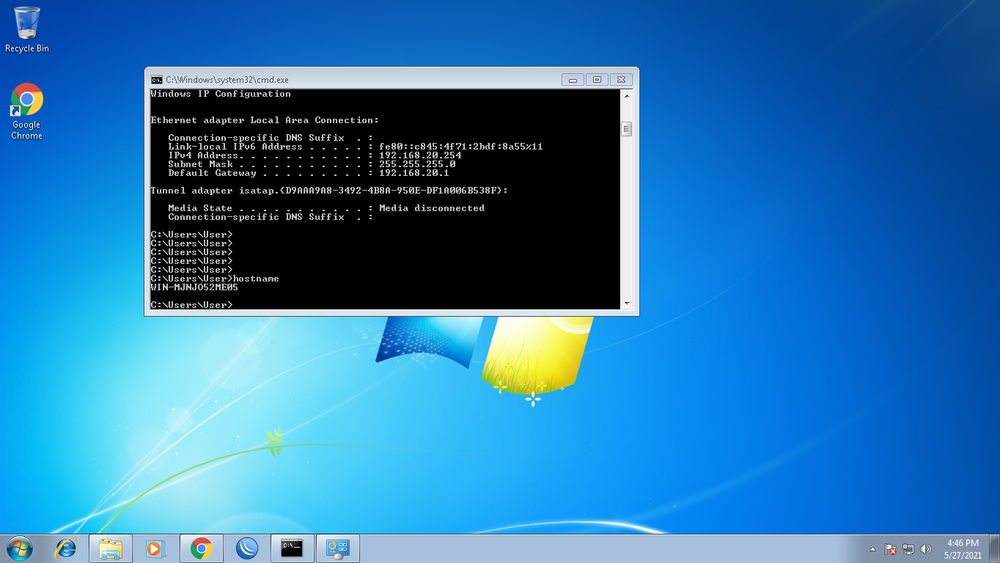 Recycle Bin
Google
Chrome
C:\Windows\system32\cmd.exe
Windows IP Configuration
Ethernet adapter Local Area Connection:
Connection-specific DNS Suffix . :
Link-local IPv6 Address . . . . . : fe80::c845:4f71:2bdf:8a55%11
IPv4 Address. . . . . . . . . . . : 192.168.20.254
Subnet Mask . . . . . . . . . . . : 255.255.255.0
Default Gateway . . . . . . . . . : 192.168.20.1
Tunnel adapter isatap.{D9AAA9A8-3492-4B8A-950E-DF1A006B538F}:
Media State . . . . . . . . . . . : Media disconnected
Connection-specific DNS Suffix . :
C:\Users\User>
C:\Users\User>
C:\Users\User>
C:\Users\User>
C:\Users\User>
C:\Users\User>hostname
WIN-MJNJO52ME05
C:\Users\User>
4:46 PM
5/27/2021